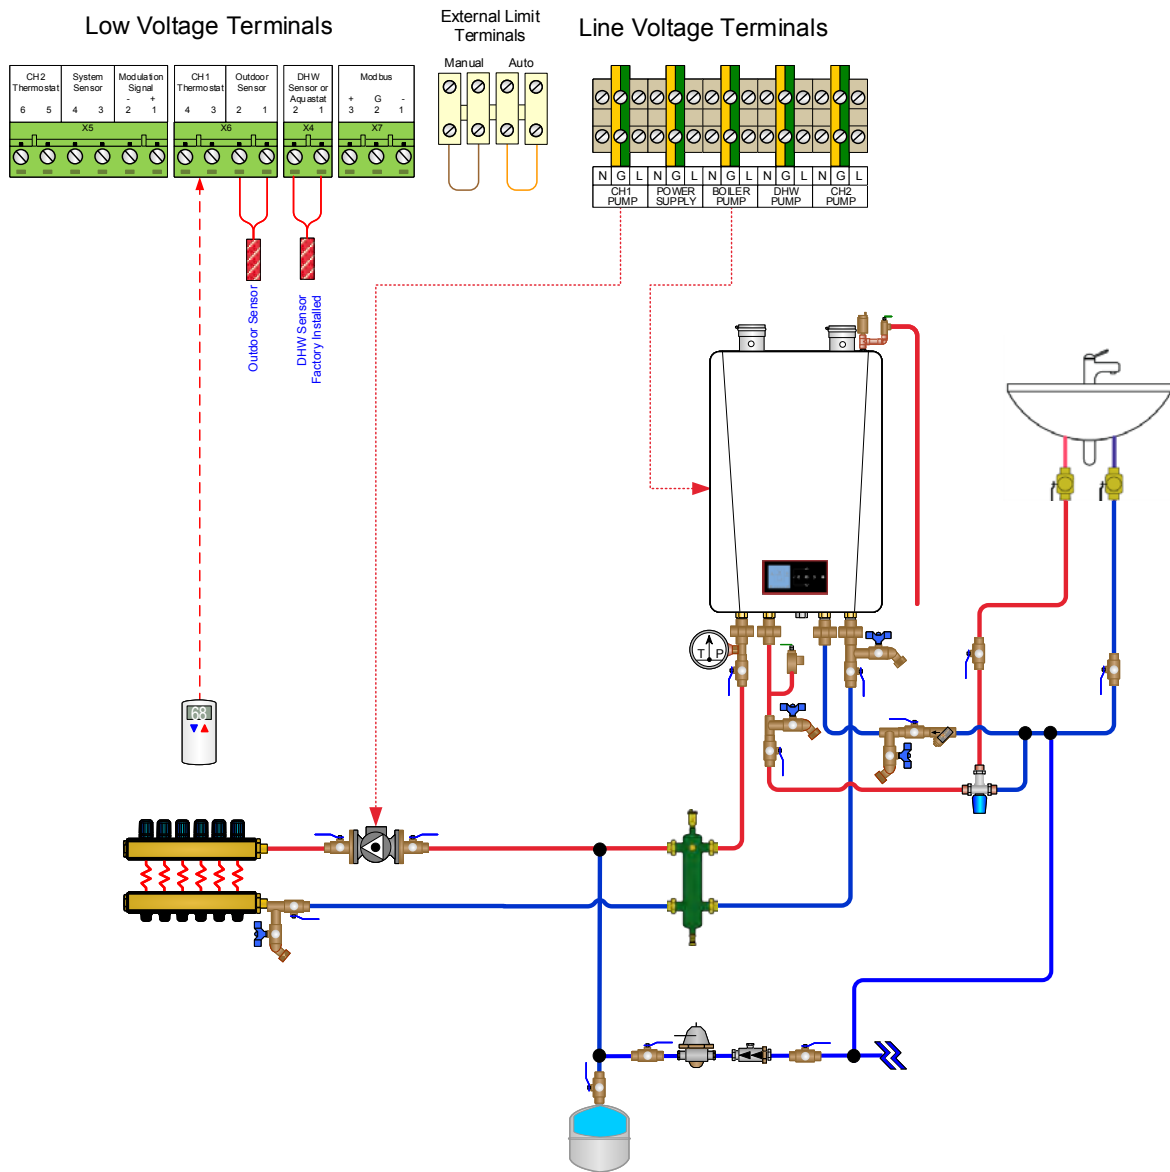 Low Voltage Terminals
External Limit
Terminals
Line Voltage Terminals
CH2
Thermostat
6 5
System
Sensor
4 3
Modulation
Signal
- +
2 1
X5
CH1
Thermostat
4 3
Outdoor
Sensor
2 1
X6
DHW
Sensor or
Aquastat
2 1
X4
Modbus
+ G -
3 2 1
X7
Manual Auto
N G L N G L N G L N G L N G L
CH1
PUMP
POWER
SUPPLY
BOILER
PUMP
DHW
PUMP
CH2
PUMP
Outdoor Sensor
DHW Sensor
Factory Installed
T P
68